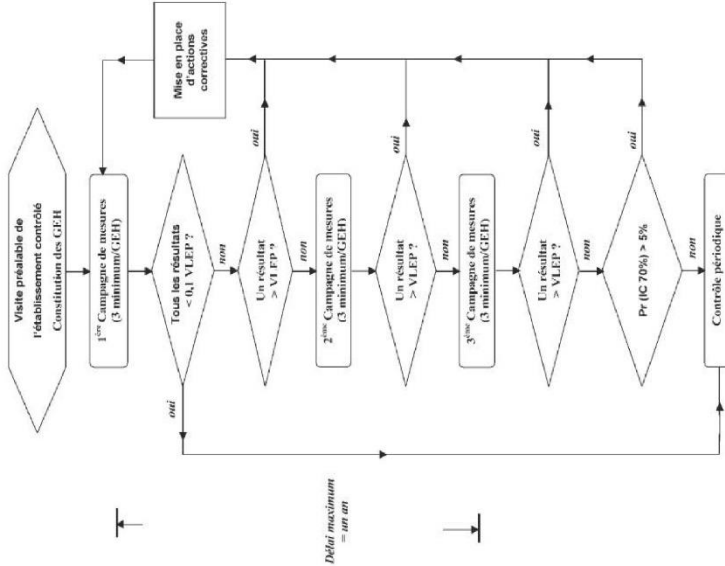 Visite préalable de
l'établissement contrôlé
Constitution des GEH
1ère Campagne de mesures
(3 minimum/GEH)
Mise en place
d'actions
correctives
Tous les résultats
< 0,1 VLEP ?
oui
non
Un résultat
> VLEP ?
oui
non
2ème Campagne de mesures
(3 minimum/GEH)
Un résultat
> VLEP ?
oui
non
3ème Campagne de mesures
(3 minimum/GEH)
Un résultat
> VLEP ?
oui
non
Pr (IC 70%) > 5%
oui
non
Contrôle périodique
Délai maximum
= un an